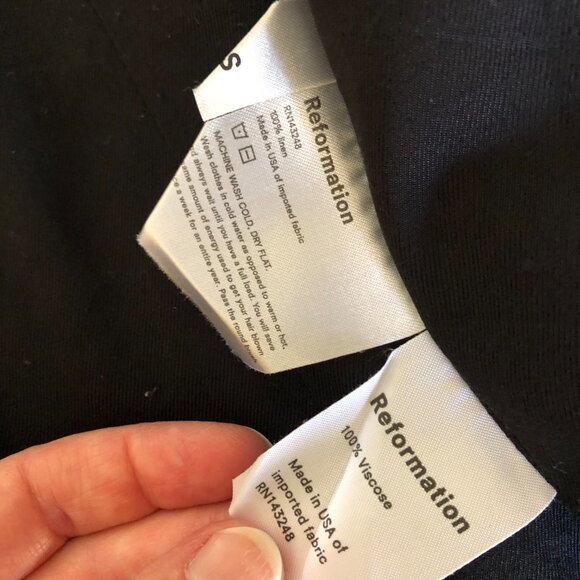 S
Reformation
RN143248
100% linen
Made in USA of imported fabric
MACHINE WASH COLD. DRY FLAT.
Wash clothes in cold water as opposed to warm or hot.
always wait until you have a full load. You will save
same amount of energy used to get your hair blown
a week for an entire year. Pass the round
Reformation
100% Viscose
Made in USA of
imported fabric
RN143248